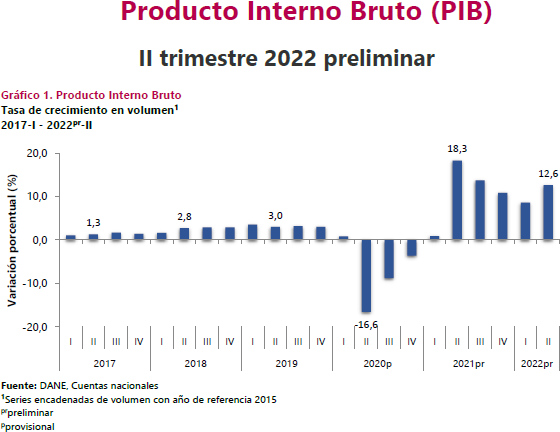 Producto Interno Bruto (PIB)
II trimestre 2022 preliminar
Gráfico 1. Producto Interno Bruto
Tasa de crecimiento en volumen¹
2017-I - 2022ᵖʳ-II
Variación porcentual (%)
20,0
10,0
0,0
-10,0
-20,0
1,3
2,8
3,0
-16,6
18,3
12,6
I II III IV I II III IV I II III IV I II III IV I II III IV I II
2017 2018 2019 2020p 2021pr 2022pr
Fuente: DANE, Cuentas nacionales
¹Series encadenadas de volumen con año de referencia 2015
ᵖʳpreliminar
ᵖprovisional